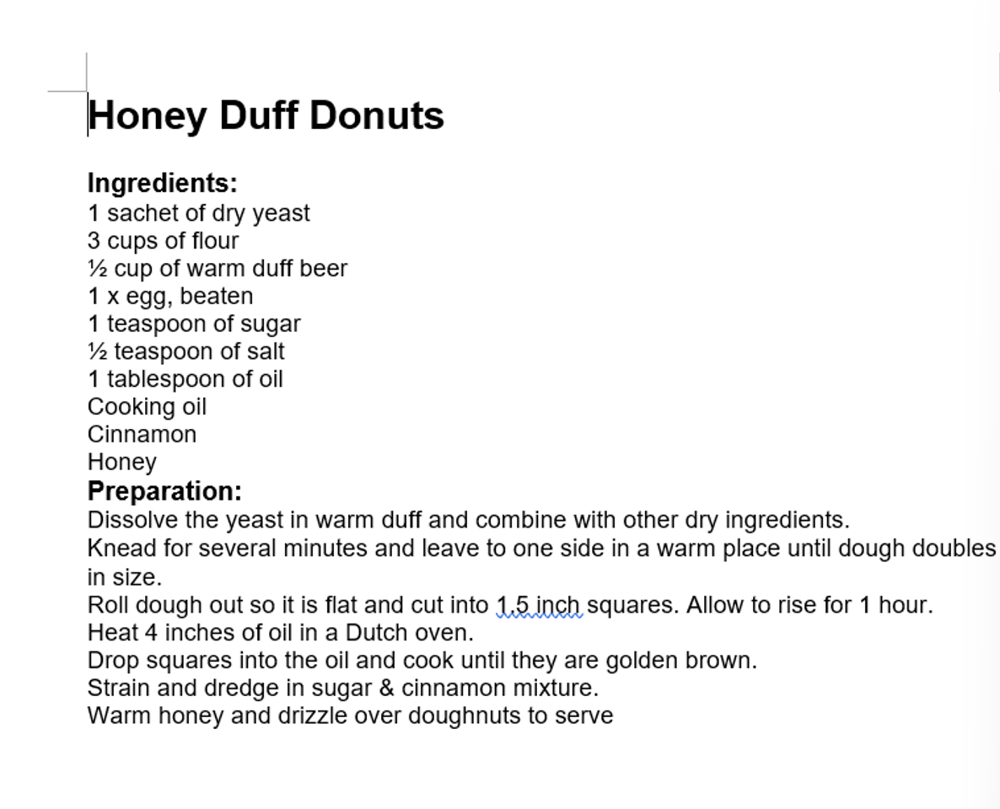 Honey Duff Donuts
Ingredients:
1 sachet of dry yeast
3 cups of flour
½ cup of warm duff beer
1 x egg, beaten
1 teaspoon of sugar
½ teaspoon of salt
1 tablespoon of oil
Cooking oil
Cinnamon
Honey
Preparation:
Dissolve the yeast in warm duff and combine with other dry ingredients.
Knead for several minutes and leave to one side in a warm place until dough doubles
in size.
Roll dough out so it is flat and cut into 1.5 inch squares. Allow to rise for 1 hour.
Heat 4 inches of oil in a Dutch oven.
Drop squares into the oil and cook until they are golden brown.
Strain and dredge in sugar & cinnamon mixture.
Warm honey and drizzle over doughnuts to serve